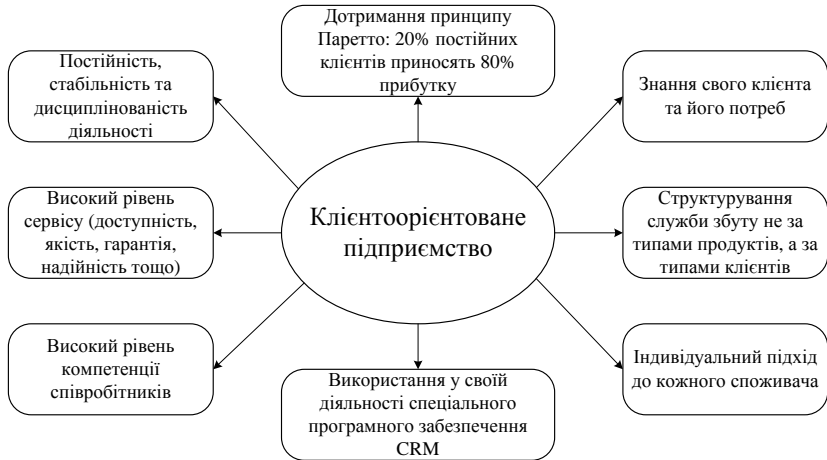 Дотримання принципу
Паретто: 20% постійних
клієнтів приносять 80%
прибутку
Постійність,
стабільність та
дисциплінованість
діяльності
Знання свого клієнта
та його потреб
Високий рівень
сервісу (доступність,
якість, гарантія,
надійність тощо)
Клієнтоорієнтоване
підприємство
Структурування
служби збуту не за
типами продуктів, а за
типами клієнтів
Високий рівень
компетенції
співробітників
Використання у своїй
діяльності спеціального
програмного забезпечення
CRM
Індивідуальний підхід
до кожного споживача